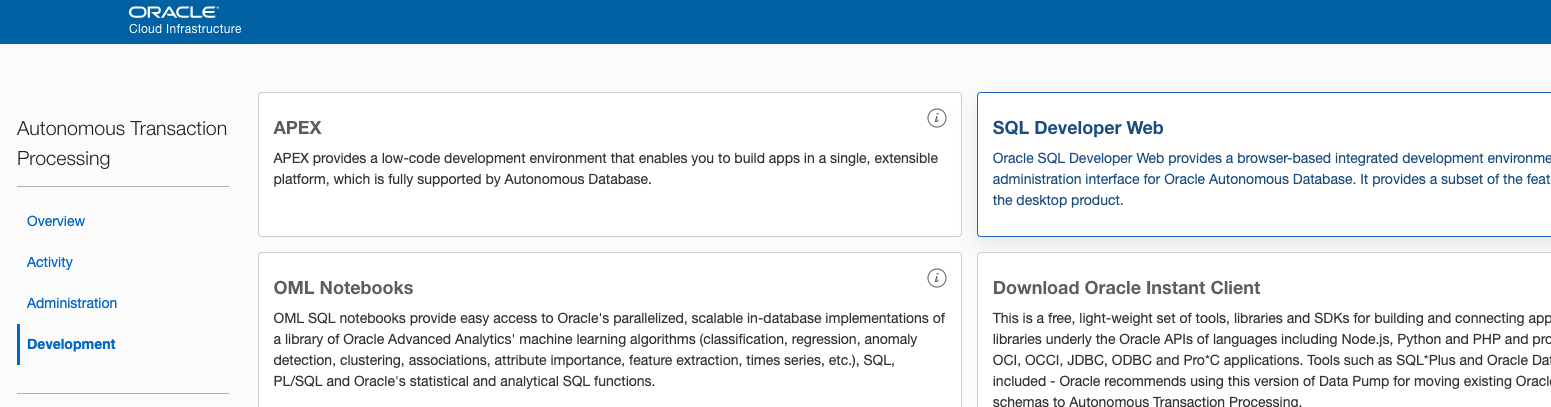 ORACLE
Cloud Infrastructure
Autonomous Transaction
Processing
Overview
Activity
Administration
Development
APEX
APEX provides a low-code development environment that enables you to build apps in a single, extensible
platform, which is fully supported by Autonomous Database.
SQL Developer Web
Oracle SQL Developer Web provides a browser-based integrated development environme
administration interface for Oracle Autonomous Database. It provides a subset of the feat
the desktop product.
OML Notebooks
OML SQL notebooks provide easy access to Oracle's parallelized, scalable in-database implementations of
a library of Oracle Advanced Analytics' machine learning algorithms (classification, regression, anomaly
detection, clustering, associations, attribute importance, feature extraction, times series, etc.), SQL,
PL/SQL and Oracle's statistical and analytical SQL functions.
Download Oracle Instant Client
This is a free, light-weight set of tools, libraries and SDKs for building and connecting app
libraries underly the Oracle APIs of languages including Node.js, Python and PHP and pro
OCI, OCCI, JDBC, ODBC and Pro*C applications. Tools such as SQL*Plus and Oracle Dat
included - Oracle recommends using this version of Data Pump for moving existing Oracl
schemas to Autonomous Transaction Processing.